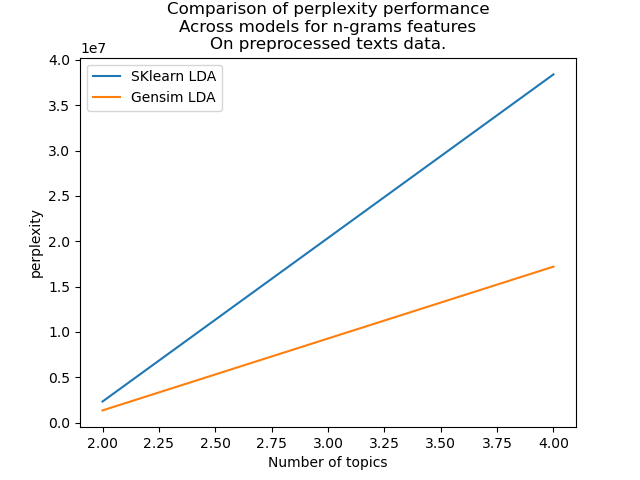 Comparison of perplexity performance
Across models for n-grams features
On preprocessed texts data.
1e7
4.0
3.5
3.0
2.5
2.0
1.5
1.0
0.5
0.0
perplexity
SKlearn LDA
Gensim LDA
2.00 2.25 2.50 2.75 3.00 3.25 3.50 3.75 4.00
Number of topics